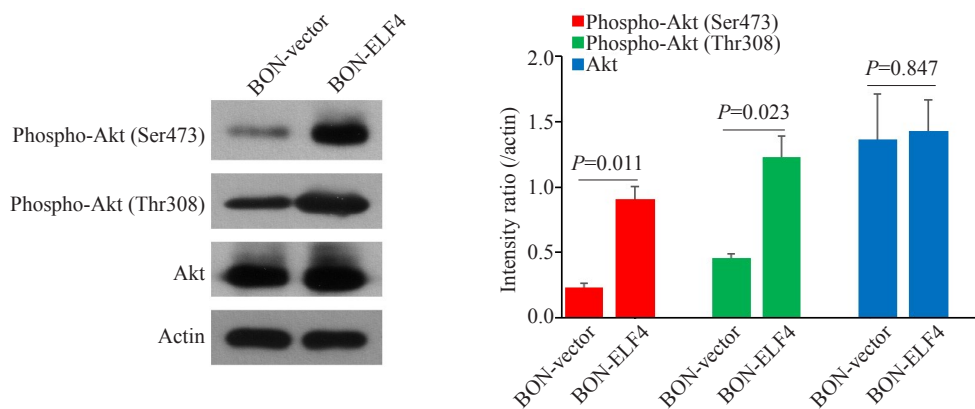 BON-vector
BON-ELF4
Phospho-Akt (Ser473)
Phospho-Akt (Thr308)
Akt
Actin
Phospho-Akt (Ser473)
Phospho-Akt (Thr308)
Akt
Intensity ratio (/actin)
2.0
1.5
1.0
0.5
0.0
P=0.011
P=0.023
P=0.847
BON-vector
BON-ELF4
BON-vector
BON-ELF4
BON-vector
BON-ELF4